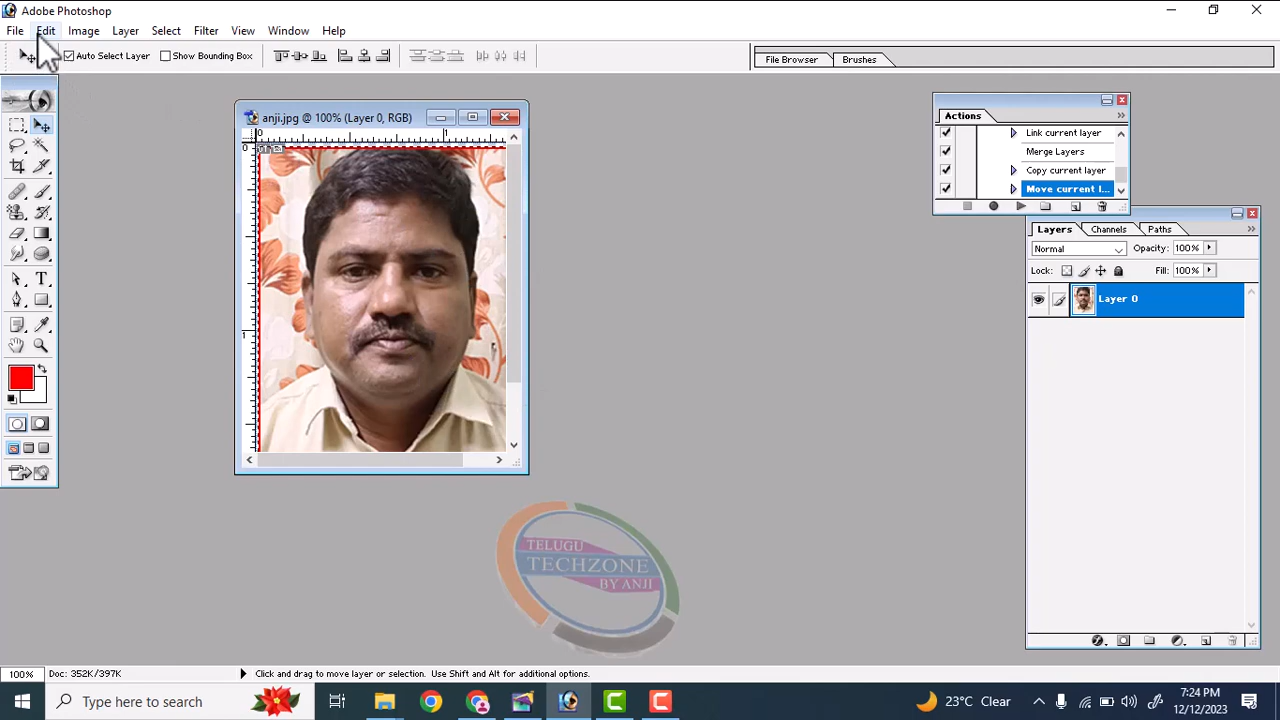 Adobe Photoshop
File Edit Image Layer Select Filter View Window Help
Auto Select Layer Show Bounding Box File Browser Brushes
anji.jpg @ 100% (Layer 0, RGB)
0 1
0
1
Actions
Link current layer
Merge Layers
Copy current layer
Move current l...
Layers Channels Paths
Normal Opacity: 100%
Lock: Fill: 100%
Layer 0
TELUGU
TECHZONE
BY ANJI
100% Doc: 352K/397K Click and drag to move layer or selection. Use Shift and Alt for additional options.
Type here to search 23°C Clear 7:24 PM
12/12/2023